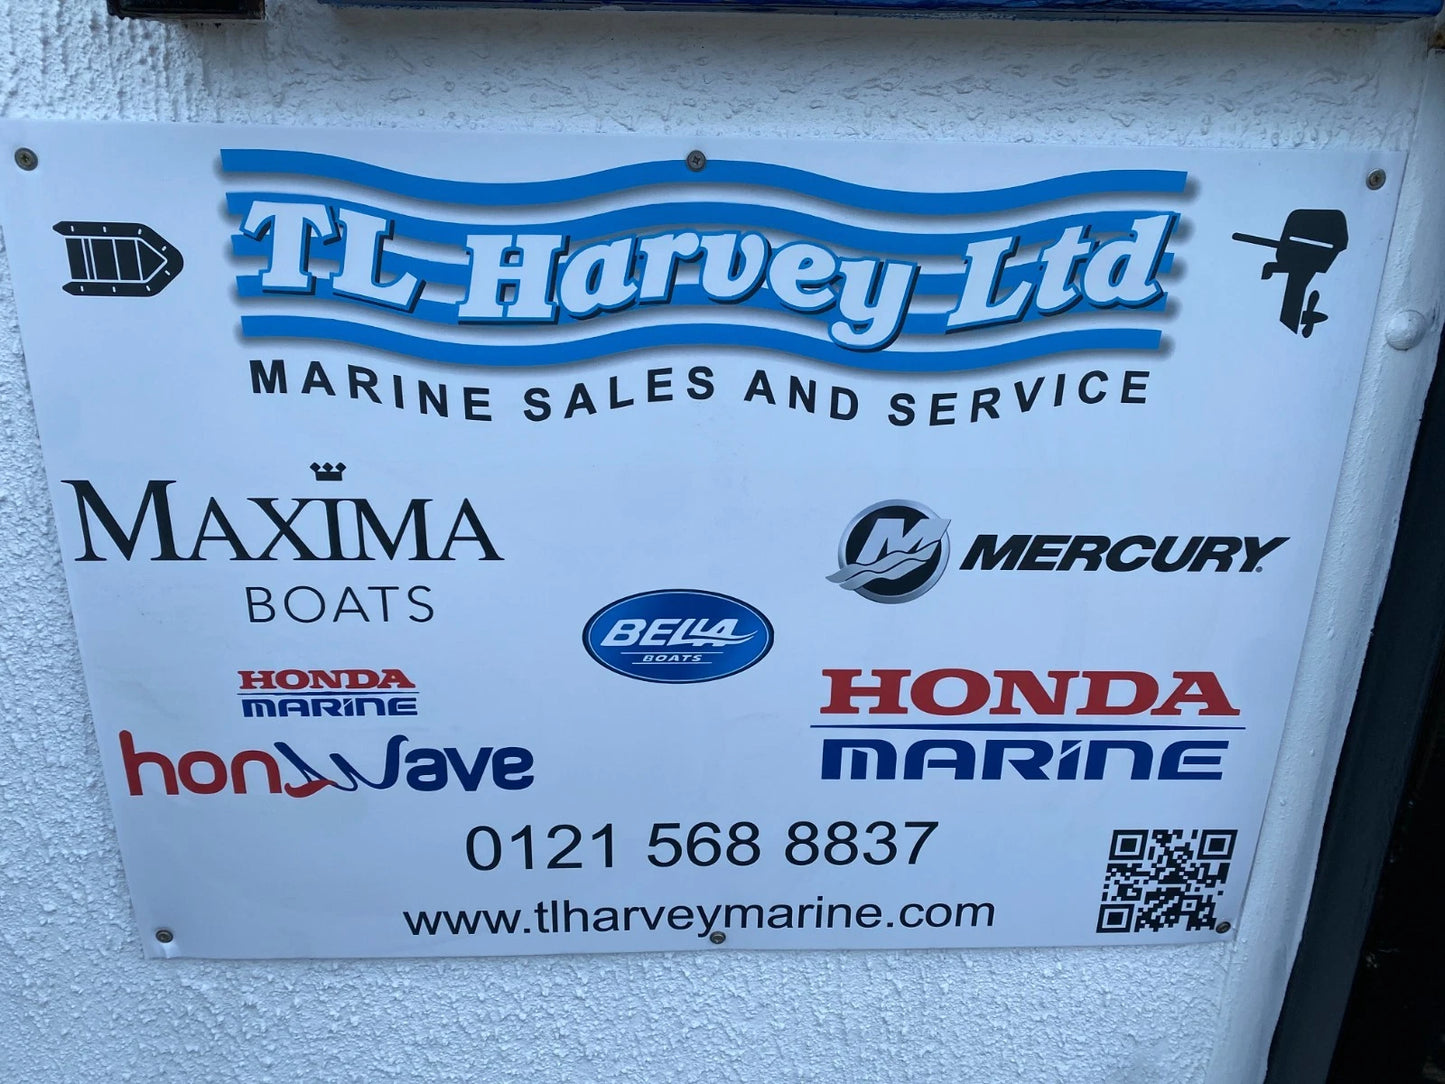 TL Harvey Ltd
MARINE SALES AND SERVICE
MAXIMA
BOATS
MERCURY
BELLA
BOATS
HONDA
MARINE
honwave
HONDA
MARINE
0121 568 8837
www.tlharveymarine.com